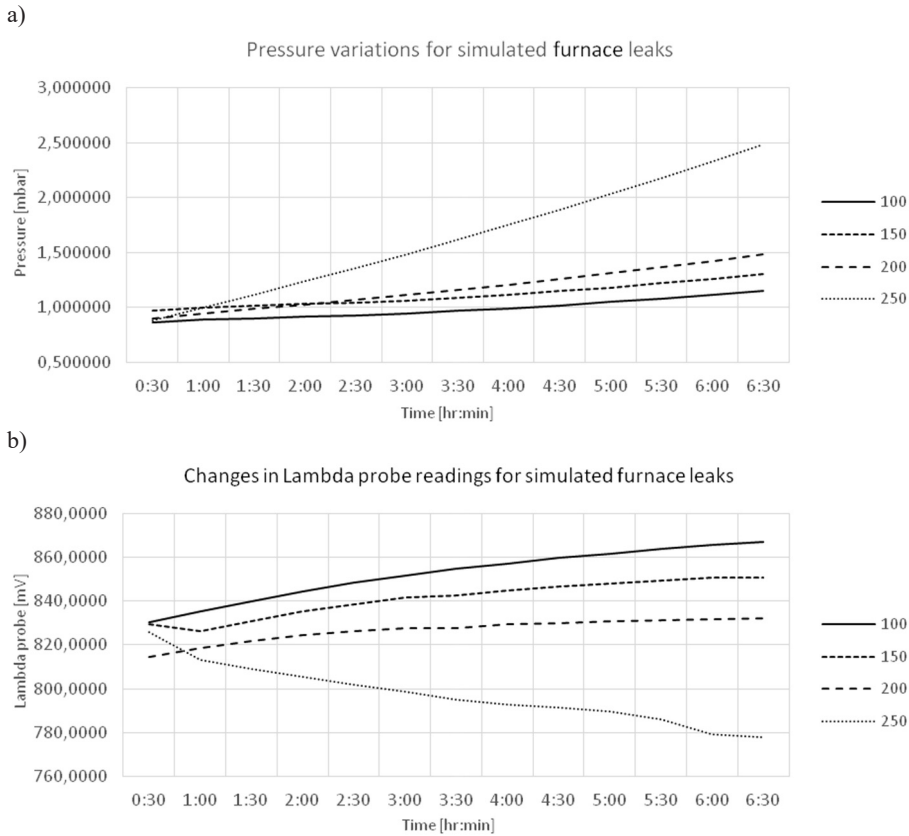 a)
Pressure variations for simulated furnace leaks
3,000000
2,500000
2,000000
1,500000
1,000000
0,500000
Pressure [mbar]
0:30 1:00 1:30 2:00 2:30 3:00 3:30 4:00 4:30 5:00 5:30 6:00 6:30
Time [hr:min]
100
150
200
250
b)
Changes in Lambda probe readings for simulated furnace leaks
880,0000
860,0000
840,0000
820,0000
800,0000
780,0000
760,0000
Lambda probe [mV]
0:30 1:00 1:30 2:00 2:30 3:00 3:30 4:00 4:30 5:00 5:30 6:00 6:30
Time [hr:min]
100
150
200
250